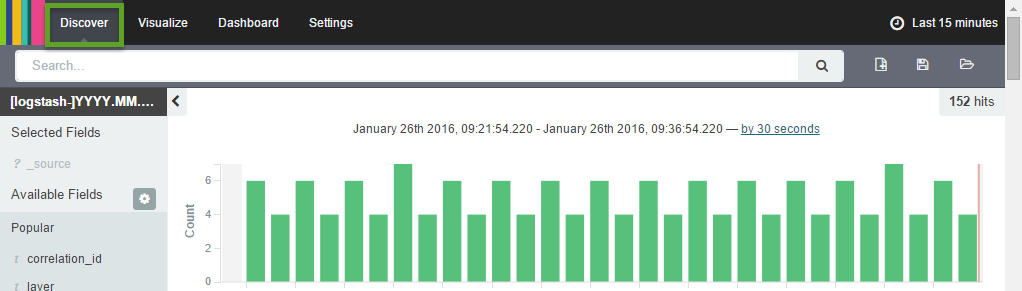 Discover Visualize Dashboard Settings Last 15 minutes
Search...
[logstash-]YYYY.MM.... 152 hits
Selected Fields
January 26th 2016, 09:21:54.220 - January 26th 2016, 09:36:54.220 — by 30 seconds
? _source
Available Fields
Popular
t correlation_id
t layer
Count
6
4
2
0